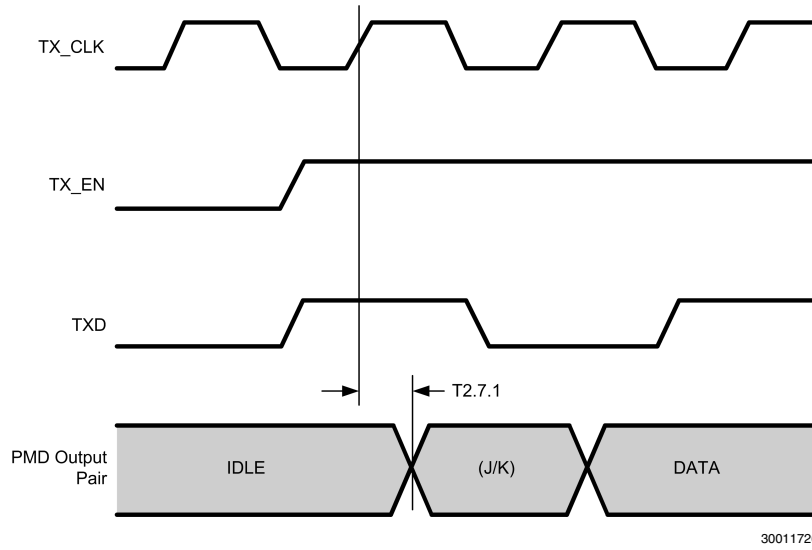 TX_CLK
TX_EN
TXD
T2.7.1
PMD Output
Pair
IDLE
(J/K)
DATA
3001172